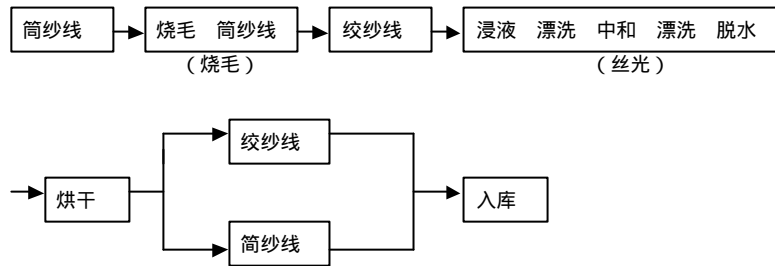 筒纱线 烧毛 筒纱线 绞纱线 浸液 漂洗 中和 漂洗 脱水
(烧毛) (丝光)
绞纱线
烘干 入库
筒纱线